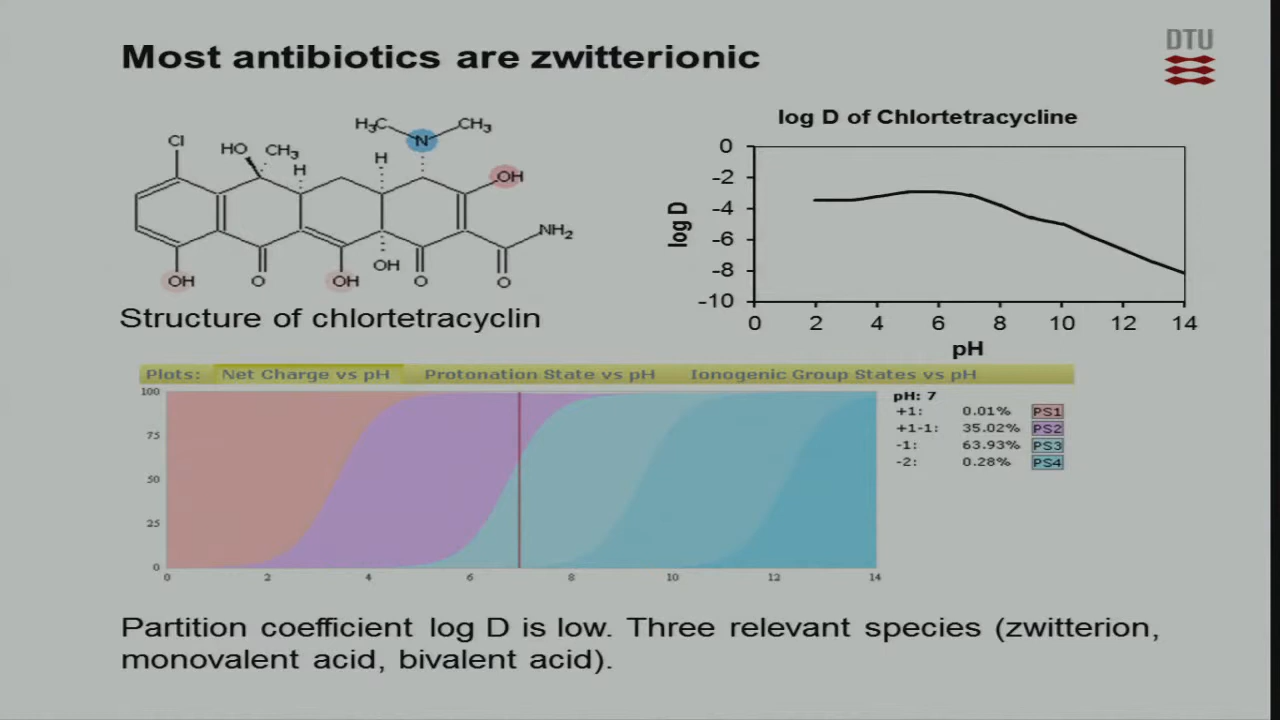 Most antibiotics are zwitterionic
DTU
Cl
HO
CH3
H
H
H3C
N
CH3
OH
NH2
OH
O
OH
OH
O
O
Structure of chlortetracyclin
log D of Chlortetracycline
log D
0
-2
-4
-6
-8
-10
0 2 4 6 8 10 12 14
pH
Plots: Net Charge vs pH Protonation State vs pH Ionogenic Group States vs pH
100
75
50
25
0
0 2 4 6 8 10 12 14
pH: 7
+1: 0.01% PS1
+1-1: 35.02% PS2
-1: 63.93% PS3
-2: 0.28% PS4
Partition coefficient log D is low. Three relevant species (zwitterion,
monovalent acid, bivalent acid).